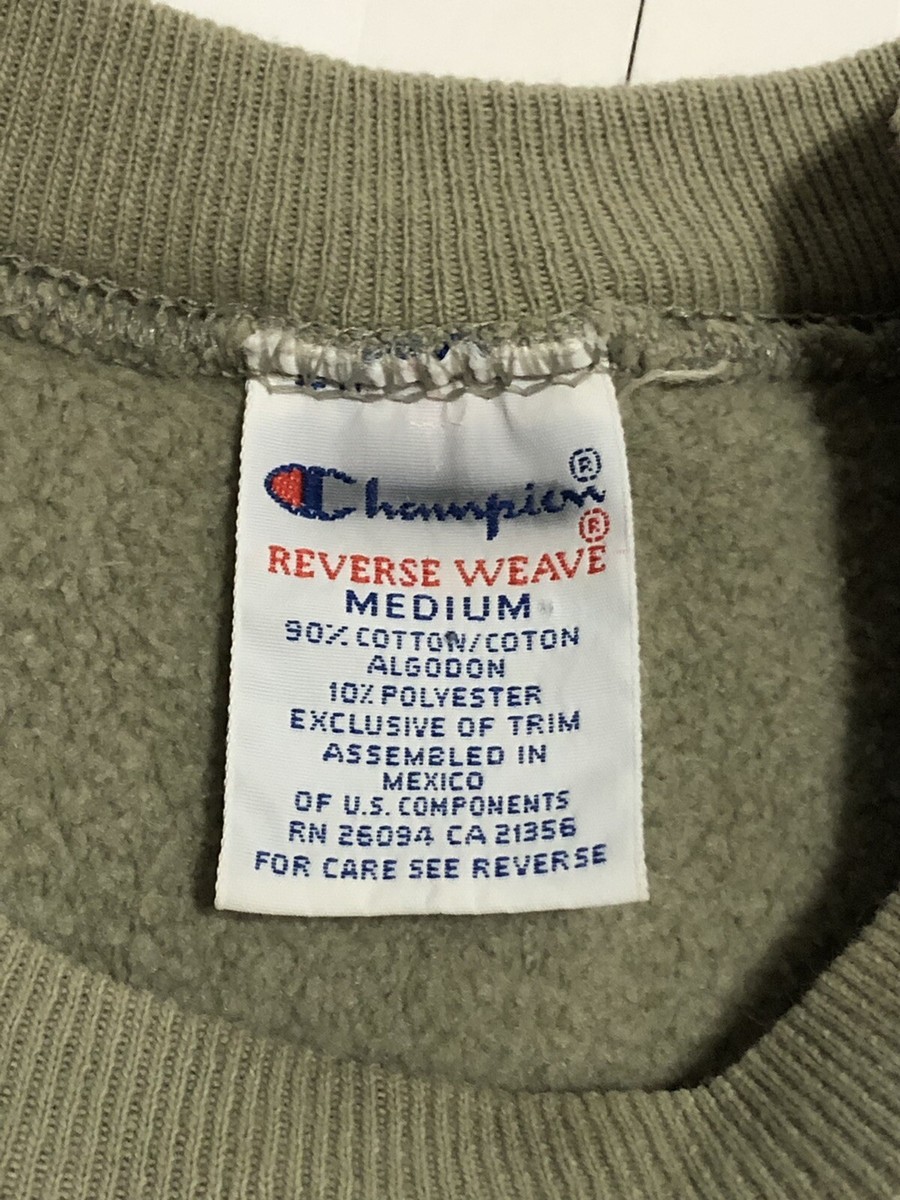 Champion®
REVERSE WEAVE®
MEDIUM
90% COTTON/COTON
ALGODON
10% POLYESTER
EXCLUSIVE OF TRIM
ASSEMBLED IN
MEXICO
OF U.S. COMPONENTS
RN 26094 CA 21356
FOR CARE SEE REVERSE